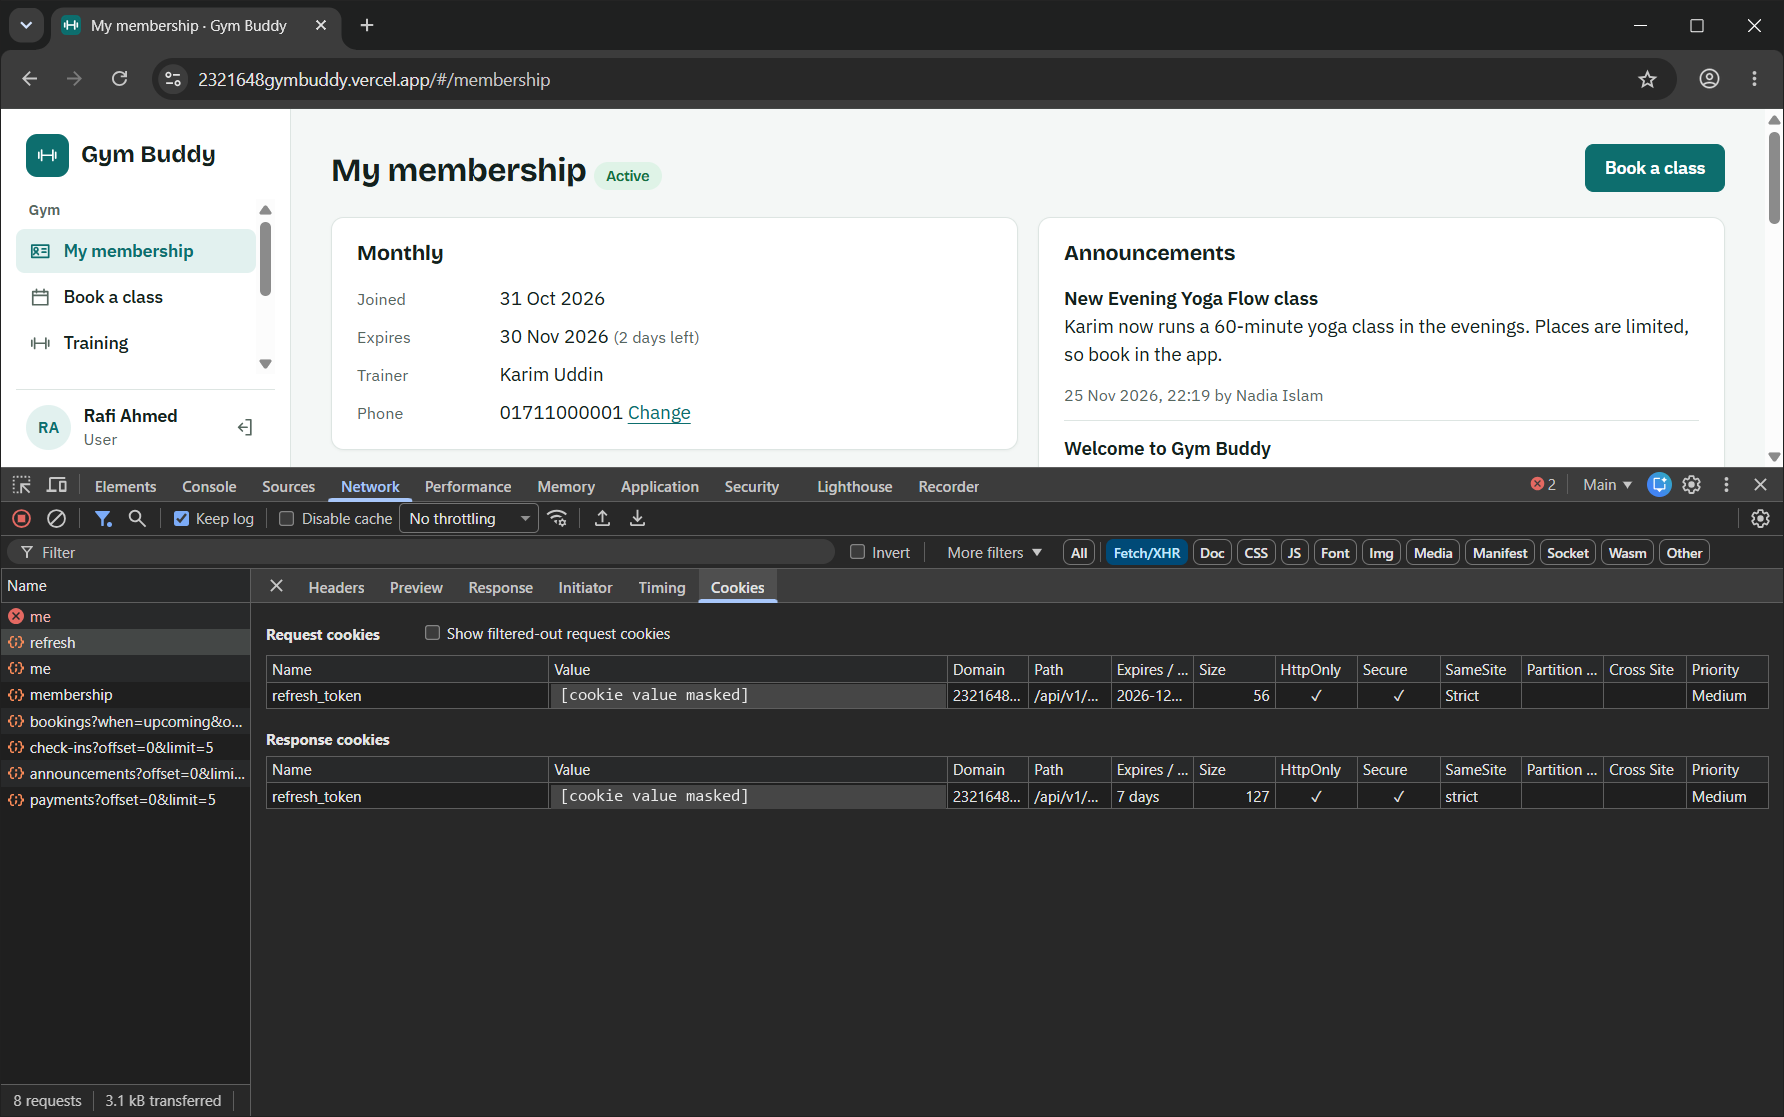 My membership · Gym Buddy
2321648gymbuddy.vercel.app/#/membership
Gym Buddy
Gym
My membership
Book a class
Training
RA
Rafi Ahmed
User
My membership Active
Book a class
Monthly
Joined 31 Oct 2026
Expires 30 Nov 2026 (2 days left)
Trainer Karim Uddin
Phone 01711000001 Change
Announcements
New Evening Yoga Flow class
Karim now runs a 60-minute yoga class in the evenings. Places are limited,
so book in the app.
25 Nov 2026, 22:19 by Nadia Islam
Welcome to Gym Buddy
Elements Console Sources Network Performance Memory Application Security Lighthouse Recorder 2 Main
Keep log Disable cache No throttling
Filter Invert More filters All Fetch/XHR Doc CSS JS Font Img Media Manifest Socket Wasm Other
Name
me
refresh
me
membership
bookings?when=upcoming&o...
check-ins?offset=0&limit=5
announcements?offset=0&limi...
payments?offset=0&limit=5
8 requests 3.1 kB transferred
Headers Preview Response Initiator Timing Cookies
Request cookies Show filtered-out request cookies
Name Value Domain Path Expires / ... Size HttpOnly Secure SameSite Partition ... Cross Site Priority
refresh_token [cookie value masked] 2321648... /api/v1/... 2026-12... 56 ✓ ✓ Strict Medium
Response cookies
Name Value Domain Path Expires / ... Size HttpOnly Secure SameSite Partition ... Cross Site Priority
refresh_token [cookie value masked] 2321648... /api/v1/... 7 days 127 ✓ ✓ strict Medium